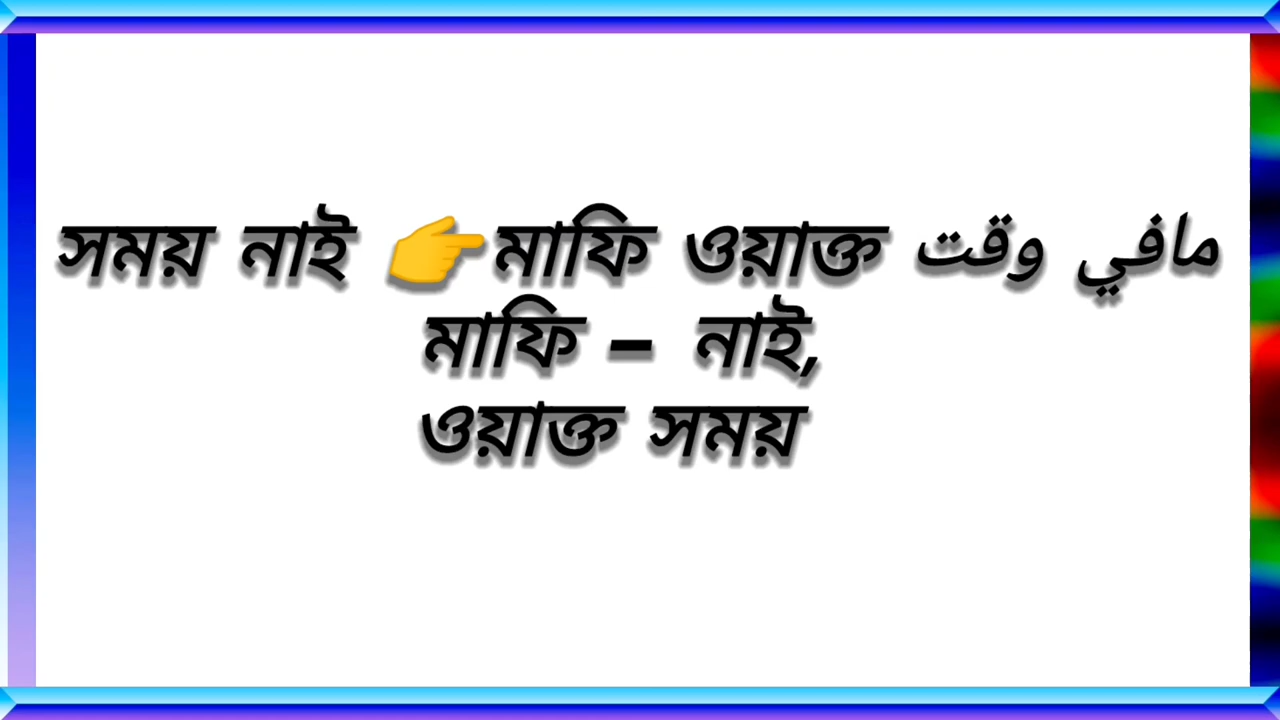 সময় নাই 👉মাফি ওয়াক্ত مافي وقت
মাফি – নাই,
ওয়াক্ত সময়